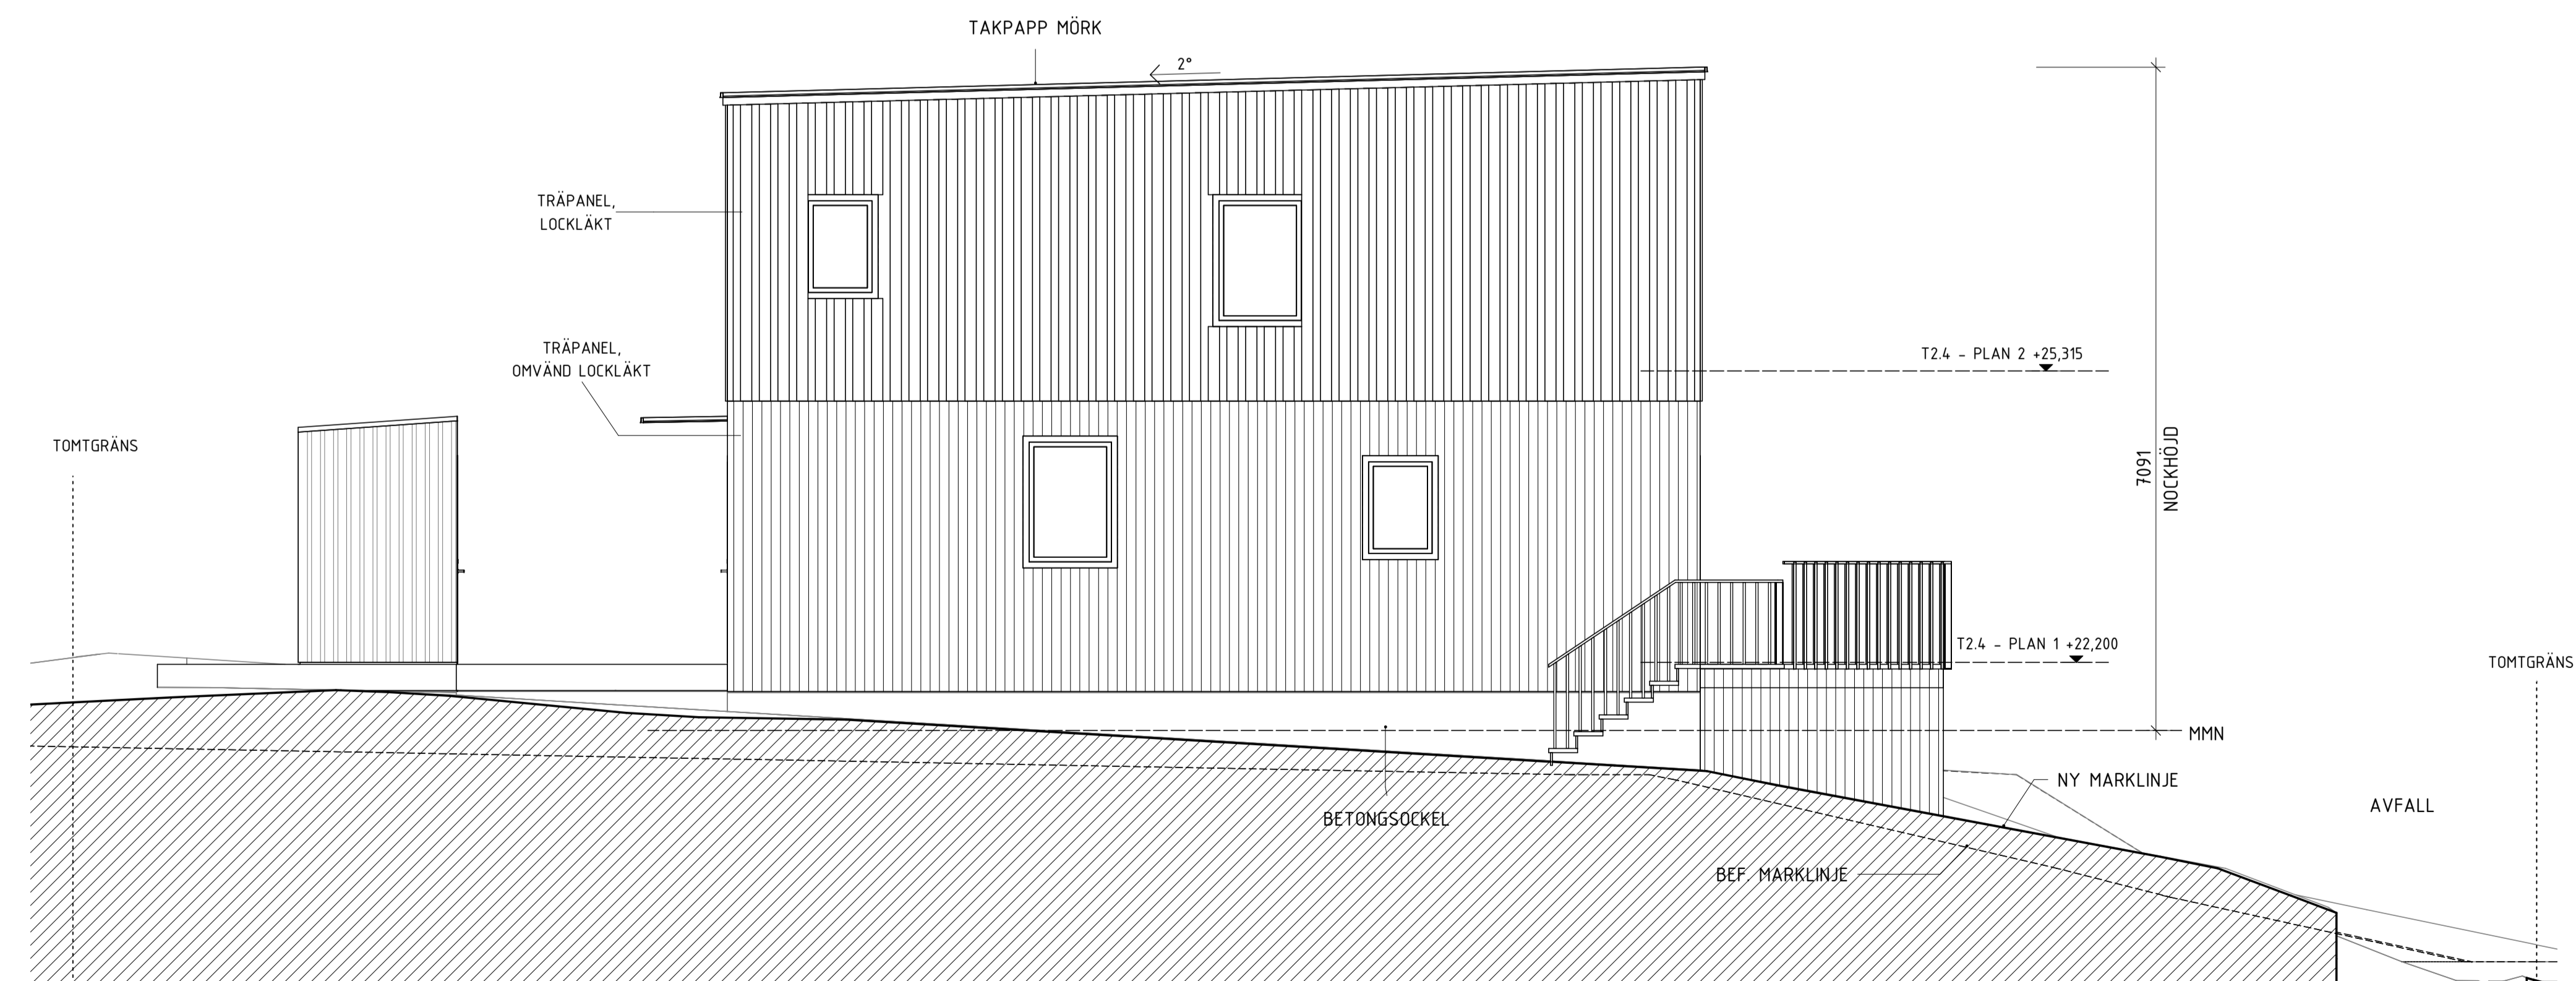 TAKPAPP MÖRK
2°
TRÄPANEL,
LOCKLÄKT
TRÄPANEL,
OMVÄND LOCKLÄKT
T2.4 - PLAN 2 +25,315
TOMTGRÄNS
7091
NOCKHÖJD
T2.4 - PLAN 1 +22,200
TOMTGRÄNS
MMN
NY MARKLINJE
AVFALL
BETONGSOCKEL
BEF. MARKLINJE